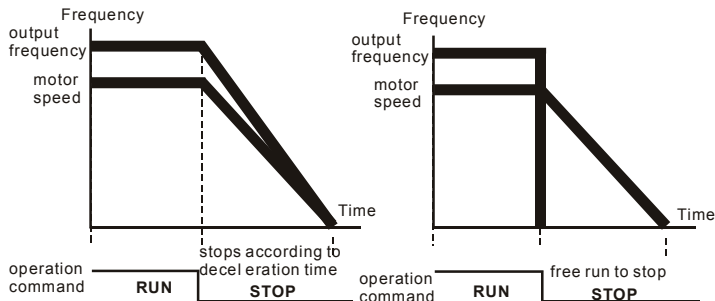 Frequency
output
frequency
motor
speed
Time
stops according to
decel eration time
operation
command
RUN
STOP
Frequency
output
frequency
motor
speed
Time
free run to stop
operation
command
RUN
STOP